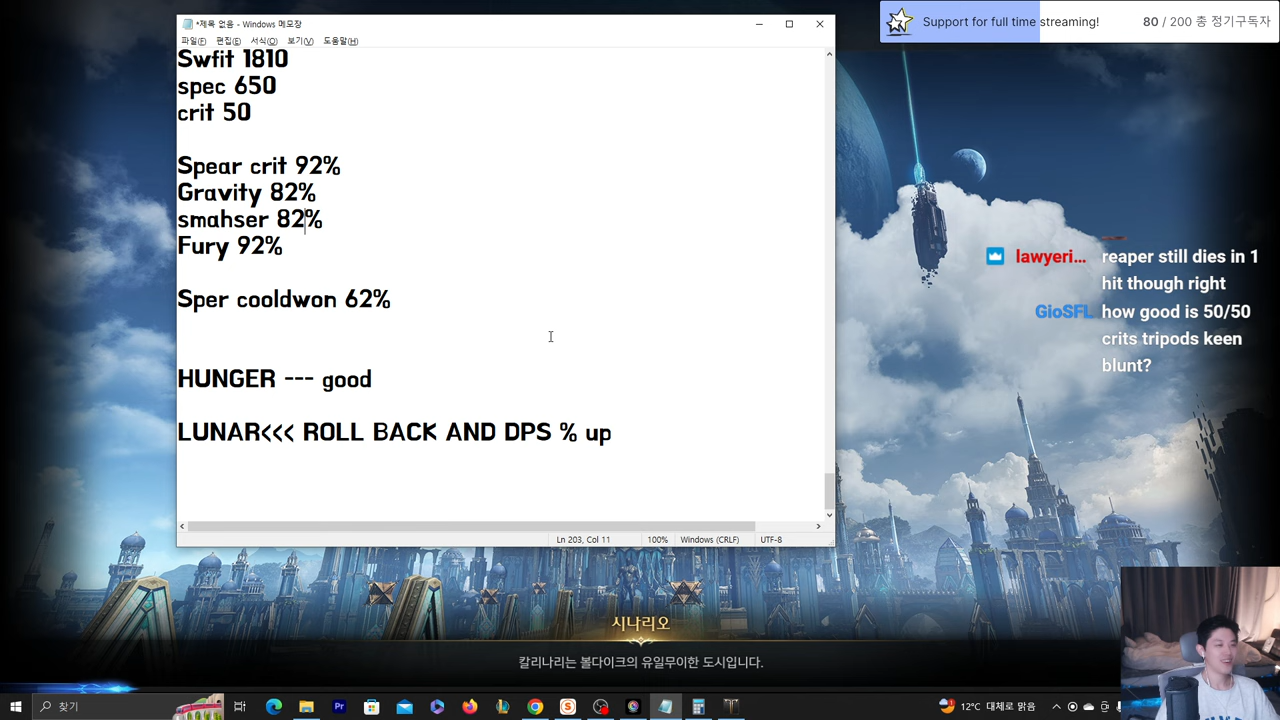 *제목 없음 - Windows 메모장
파일(F) 편집(E) 서식(O) 보기(V) 도움말(H)
Swfit 1810
spec 650
crit 50
Spear crit 92%
Gravity 82%
smahser 82%
Fury 92%
Sper cooldwon 62%
HUNGER --- good
LUNAR<<< ROLL BACK AND DPS % up
Ln 203, Col 11 100% Windows (CRLF) UTF-8
Support for full time streaming! 80 / 200 종 정기구독자
lawyeri... reaper still dies in 1
hit though right
GioSFL how good is 50/50
crits tripods keen
blunt?
시나리오
칼리나리는 볼다이크의 유일무이한 도시입니다.
찾기
12°C 대체로 맑음